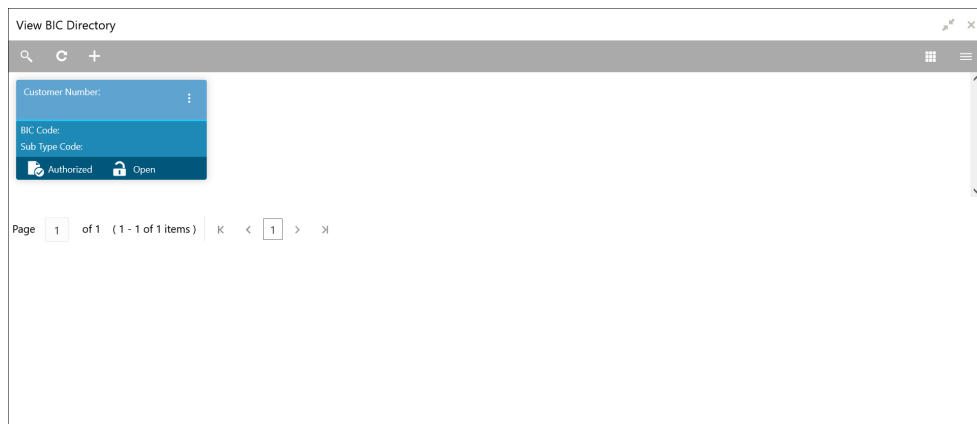 View BIC Directory
Customer Number:
BIC Code:
Sub Type Code:
Authorized Open
Page 1 of 1 ( 1 - 1 of 1 items ) 1